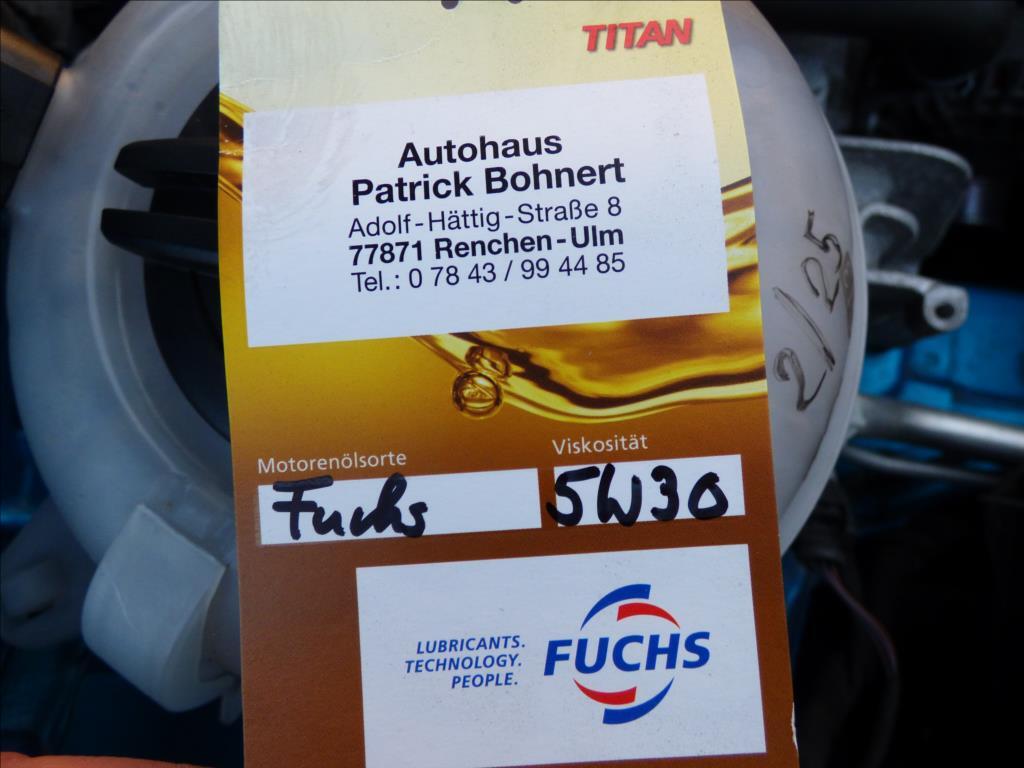 TITAN
Autohaus
Patrick Bohnert
Adolf-Hättig-Straße 8
77871 Renchen-Ulm
Tel.: 0 78 43 / 99 44 85
2/25
Motorenölsorte
Viskosität
Fuchs
5W30
LUBRICANTS.
TECHNOLOGY.
PEOPLE.
FUCHS